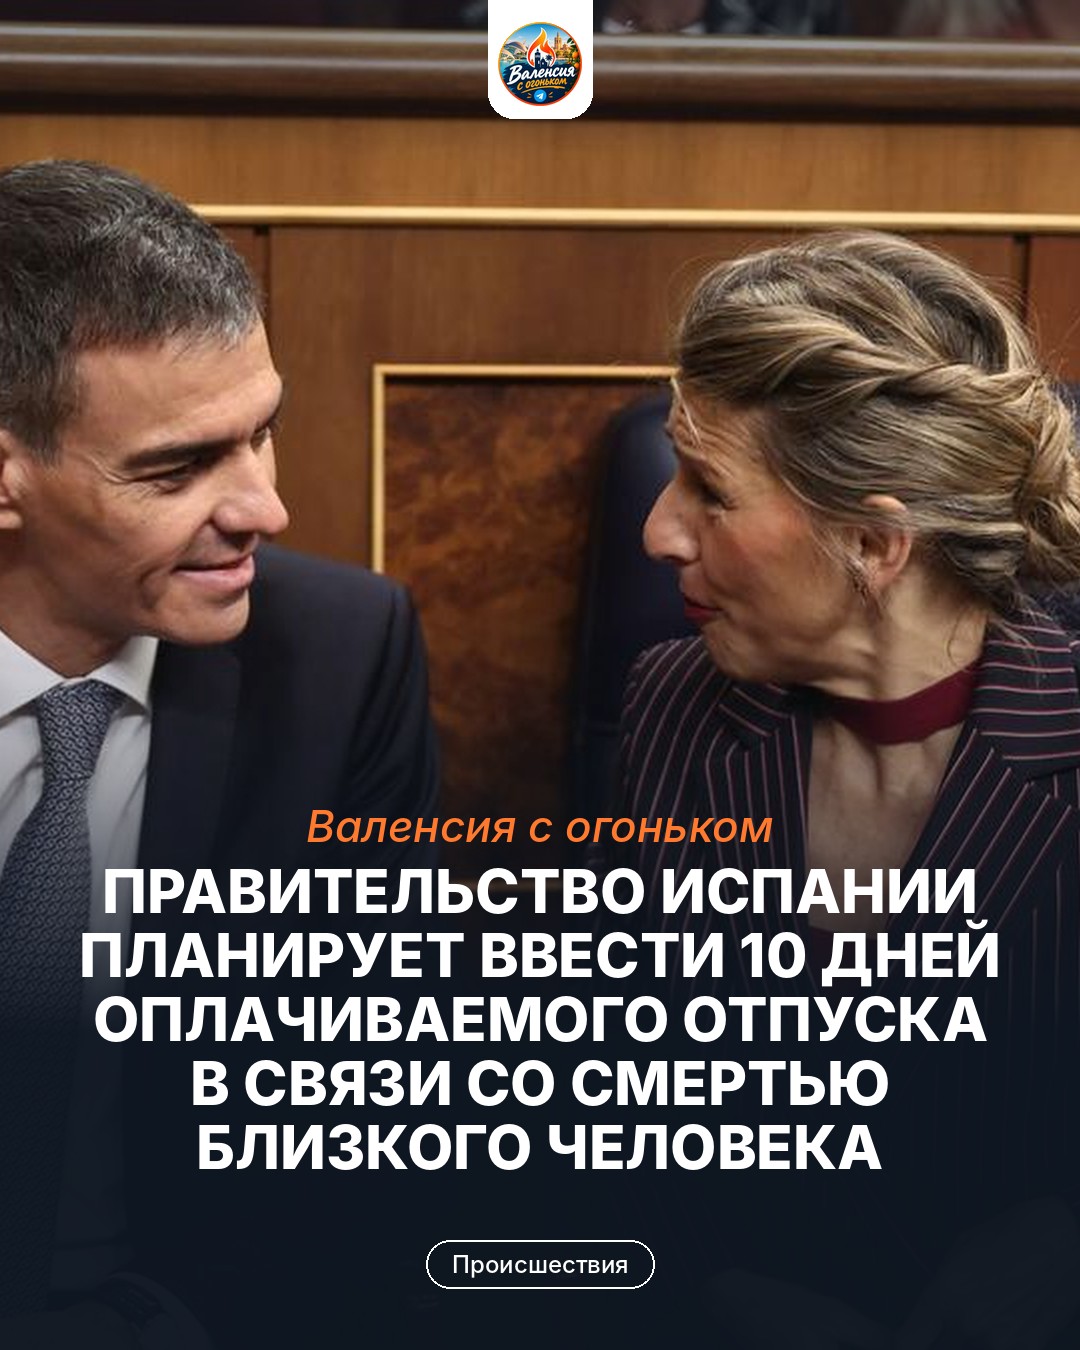 Валенсия
с огоньком
Валенсия с огоньком
ПРАВИТЕЛЬСТВО ИСПАНИИ
ПЛАНИРУЕТ ВВЕСТИ 10 ДНЕЙ
ОПЛАЧИВАЕМОГО ОТПУСКА
В СВЯЗИ СО СМЕРТЬЮ
БЛИЗКОГО ЧЕЛОВЕКА
Происшествия